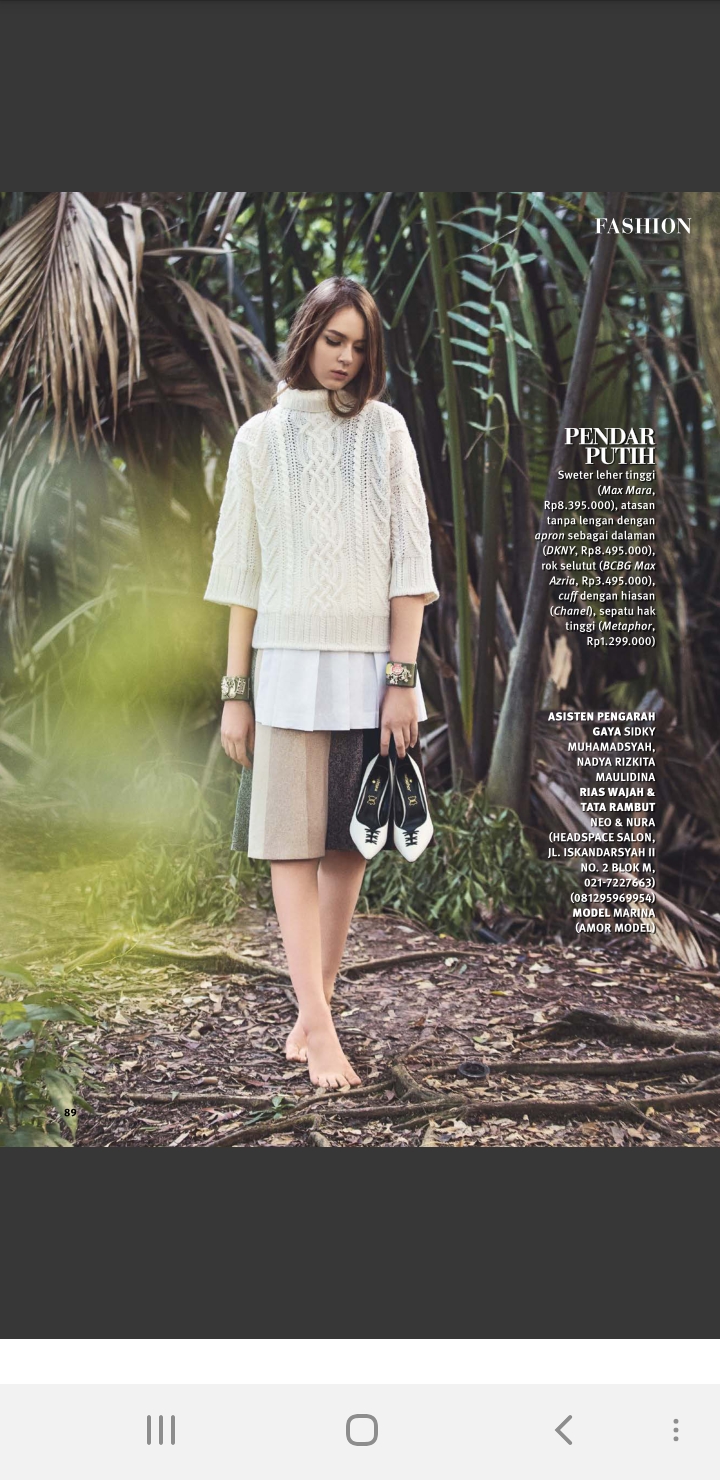 FASHION
PENDAR
PUTIH
Sweter leher tinggi
(Max Mara,
Rp8.395.000), atasan
tanpa lengan dengan
apron sebagai dalaman
(DKNY, Rp8.495.000),
rok selutut (BCBG Max
Azria, Rp3.495.000),
cuff dengan hiasan
(Chanel), sepatu hak
tinggi (Metaphor,
Rp1.299.000)
ASISTEN PENGARAH
GAYA SIDKY
MUHAMADSYAH,
NADYA RIZKITA
MAULIDINA
RIAS WAJAH &
TATA RAMBUT
NEO & NURA
(HEADSPACE SALON,
JL. ISKANDARSYAH II
NO. 2 BLOK M,
021-7227663)
(081295969954)
MODEL MARINA
(AMOR MODEL)
89